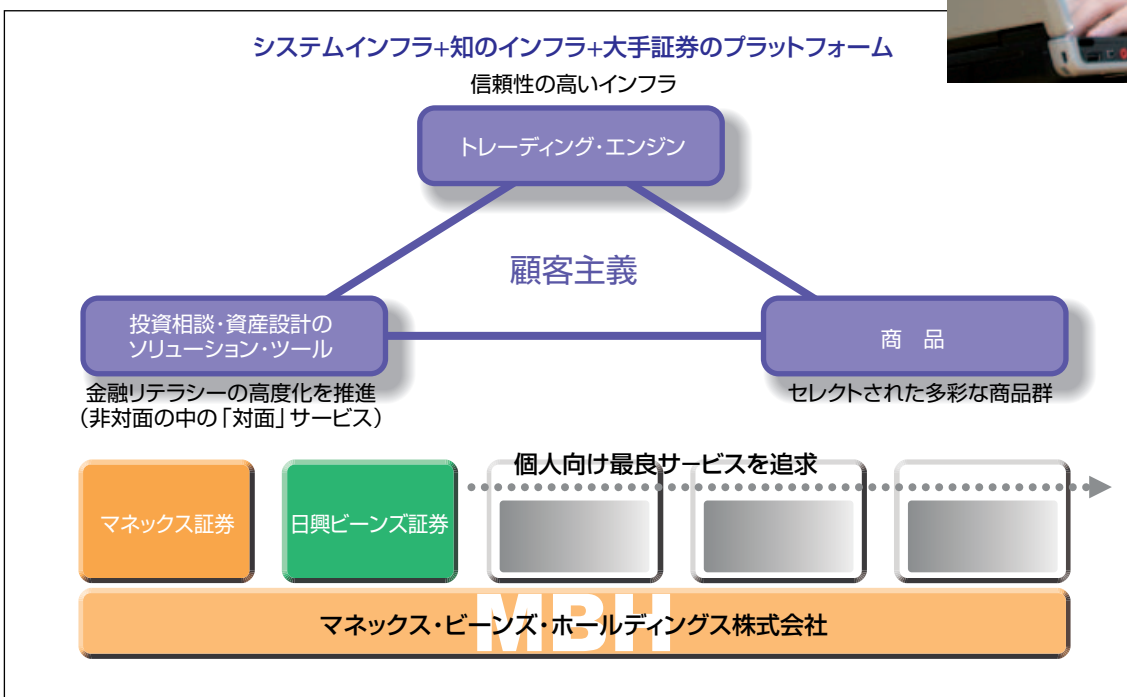 システムインフラ+知のインフラ+大手証券のプラットフォーム
信頼性の高いインフラ
トレーディング・エンジン
顧客主義
投資相談・資産設計の
ソリューション・ツール
商 品
金融リテラシーの高度化を推進
(非対面の中の「対面」サービス)
セレクトされた多彩な商品群
個人向け最良サービスを追求
マネックス証券
日興ビーンズ証券
MBH
マネックス・ビーンズ・ホールディングス株式会社